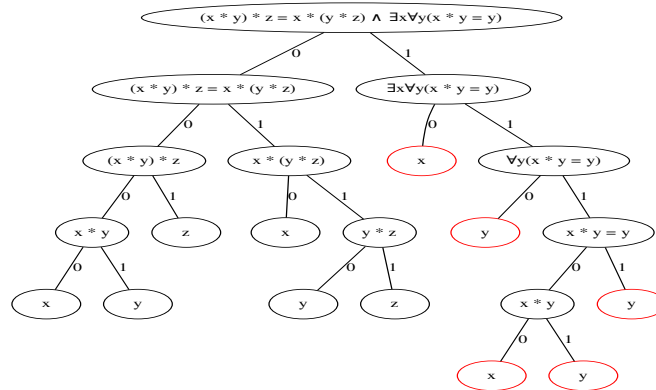 (x * y) * z = x * (y * z) ∧ ∃x∀y(x * y = y)
0 1
(x * y) * z = x * (y * z) ∃x∀y(x * y = y)
0 1 0 1
(x * y) * z x * (y * z) x ∀y(x * y = y)
0 1 0 1 0 1
x * y z x y * z y x * y = y
0 1 0 1 0 1
x y y z x * y y
0 1
x y